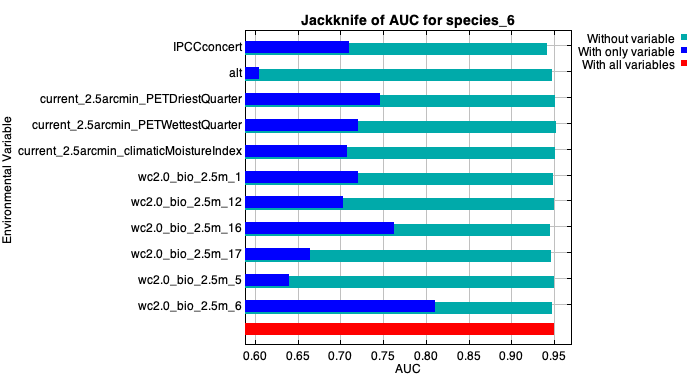 Jackknife of AUC for species_6
Without variable
With only variable
With all variables
Environmental Variable
IPCCconcert
alt
current_2.5arcmin_PETDriestQuarter
current_2.5arcmin_PETWettestQuarter
current_2.5arcmin_climaticMoistureIndex
wc2.0_bio_2.5m_1
wc2.0_bio_2.5m_12
wc2.0_bio_2.5m_16
wc2.0_bio_2.5m_17
wc2.0_bio_2.5m_5
wc2.0_bio_2.5m_6
0.60 0.65 0.70 0.75 0.80 0.85 0.90 0.95
AUC